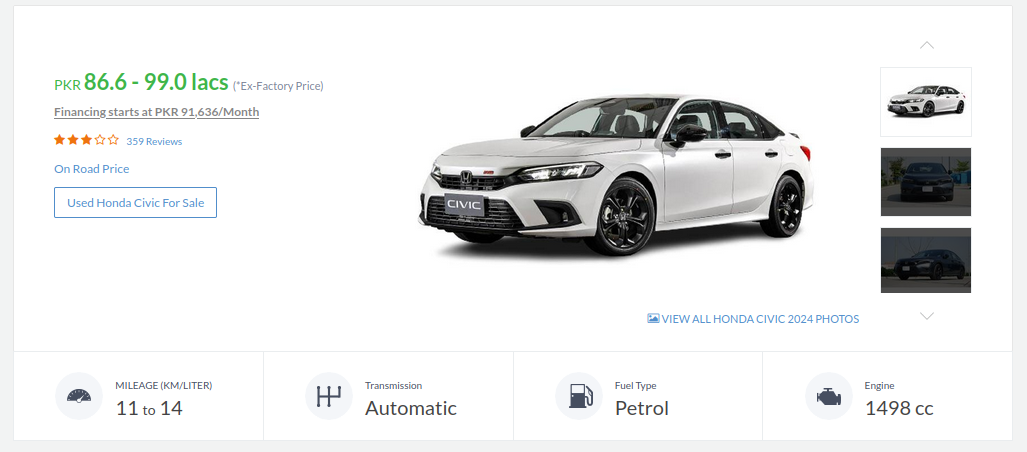 PKR 86.6 - 99.0 lacs (*Ex-Factory Price)
Financing starts at PKR 91,636/Month
359 Reviews
On Road Price
Used Honda Civic For Sale
CIVIC
VIEW ALL HONDA CIVIC 2024 PHOTOS
MILEAGE (KM/LITER)
11 to 14
Transmission
Automatic
Fuel Type
Petrol
Engine
1498 cc